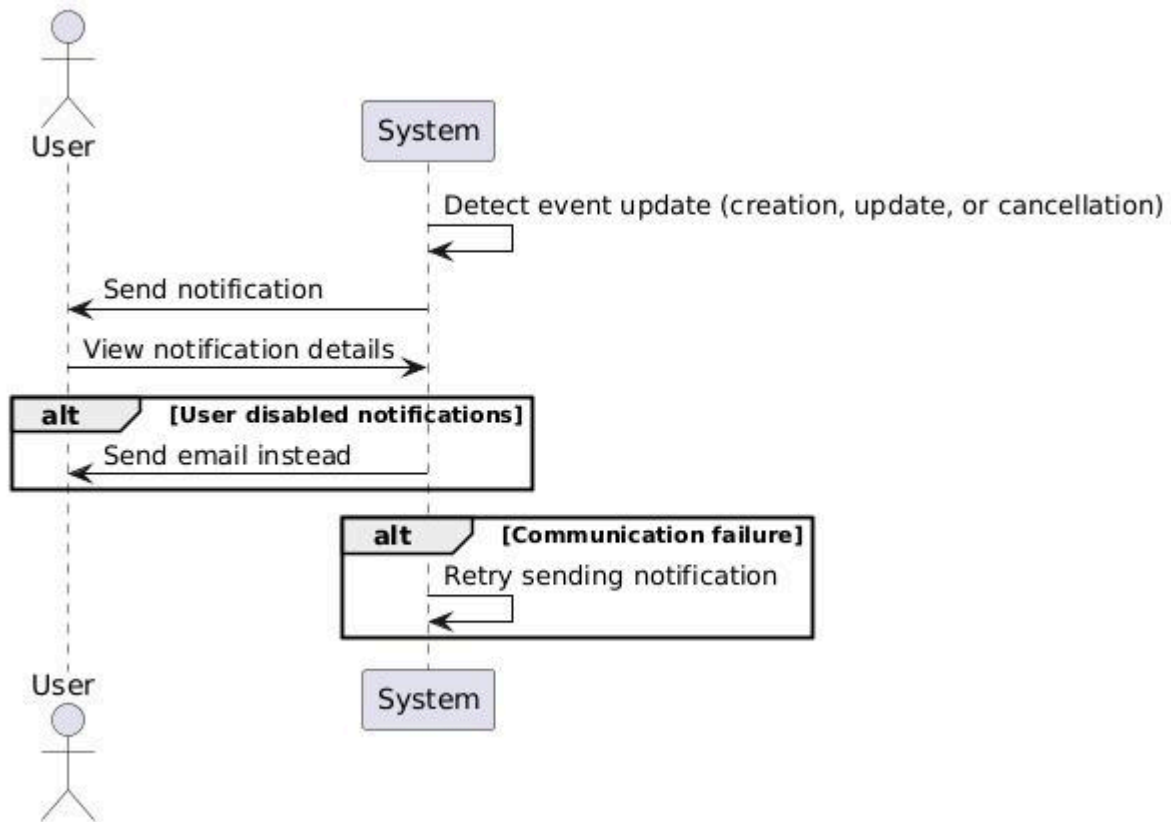 User
System
Detect event update (creation, update, or cancellation)
Send notification
View notification details
alt [User disabled notifications]
Send email instead
alt [Communication failure]
Retry sending notification
User
System